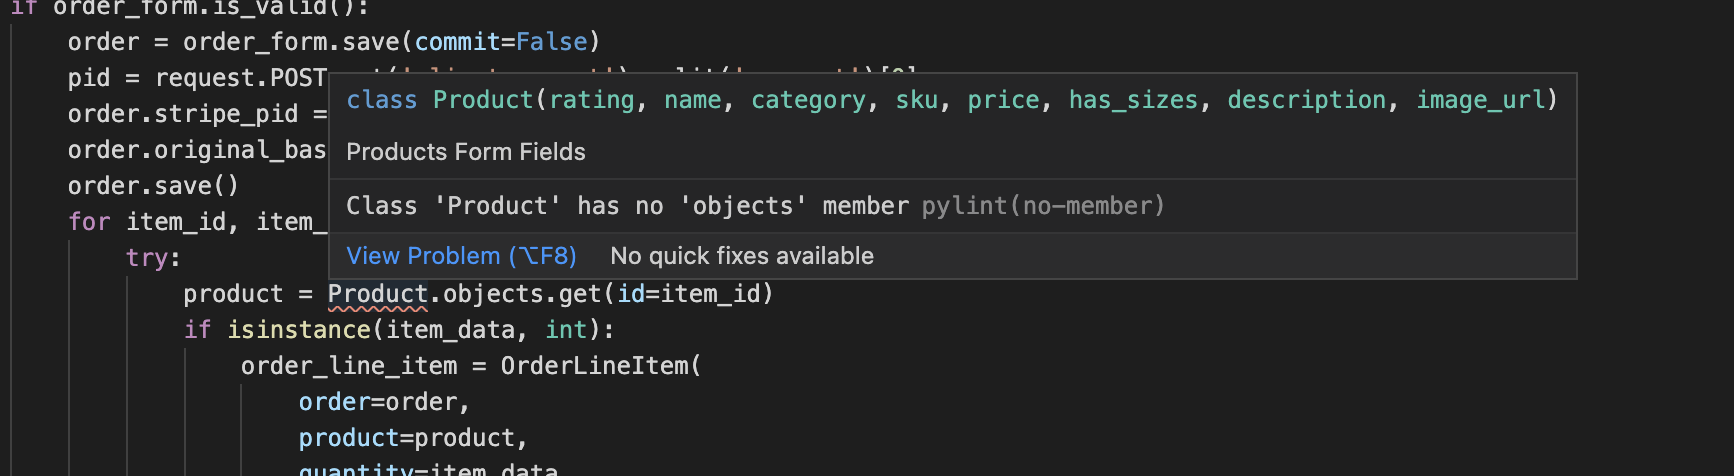 if order_form.is_valid():
order = order_form.save(commit=False)
pid = request.POST
class Product(rating, name, category, sku, price, has_sizes, description, image_url)
order.stripe_pid =
order.original_bas
Products Form Fields
order.save()
Class 'Product' has no 'objects' member pylint(no-member)
for item_id, item_
try:
View Problem (⌥F8) No quick fixes available
product = Product.objects.get(id=item_id)
if isinstance(item_data, int):
order_line_item = OrderLineItem(
order=order,
product=product,
quantity=item_data